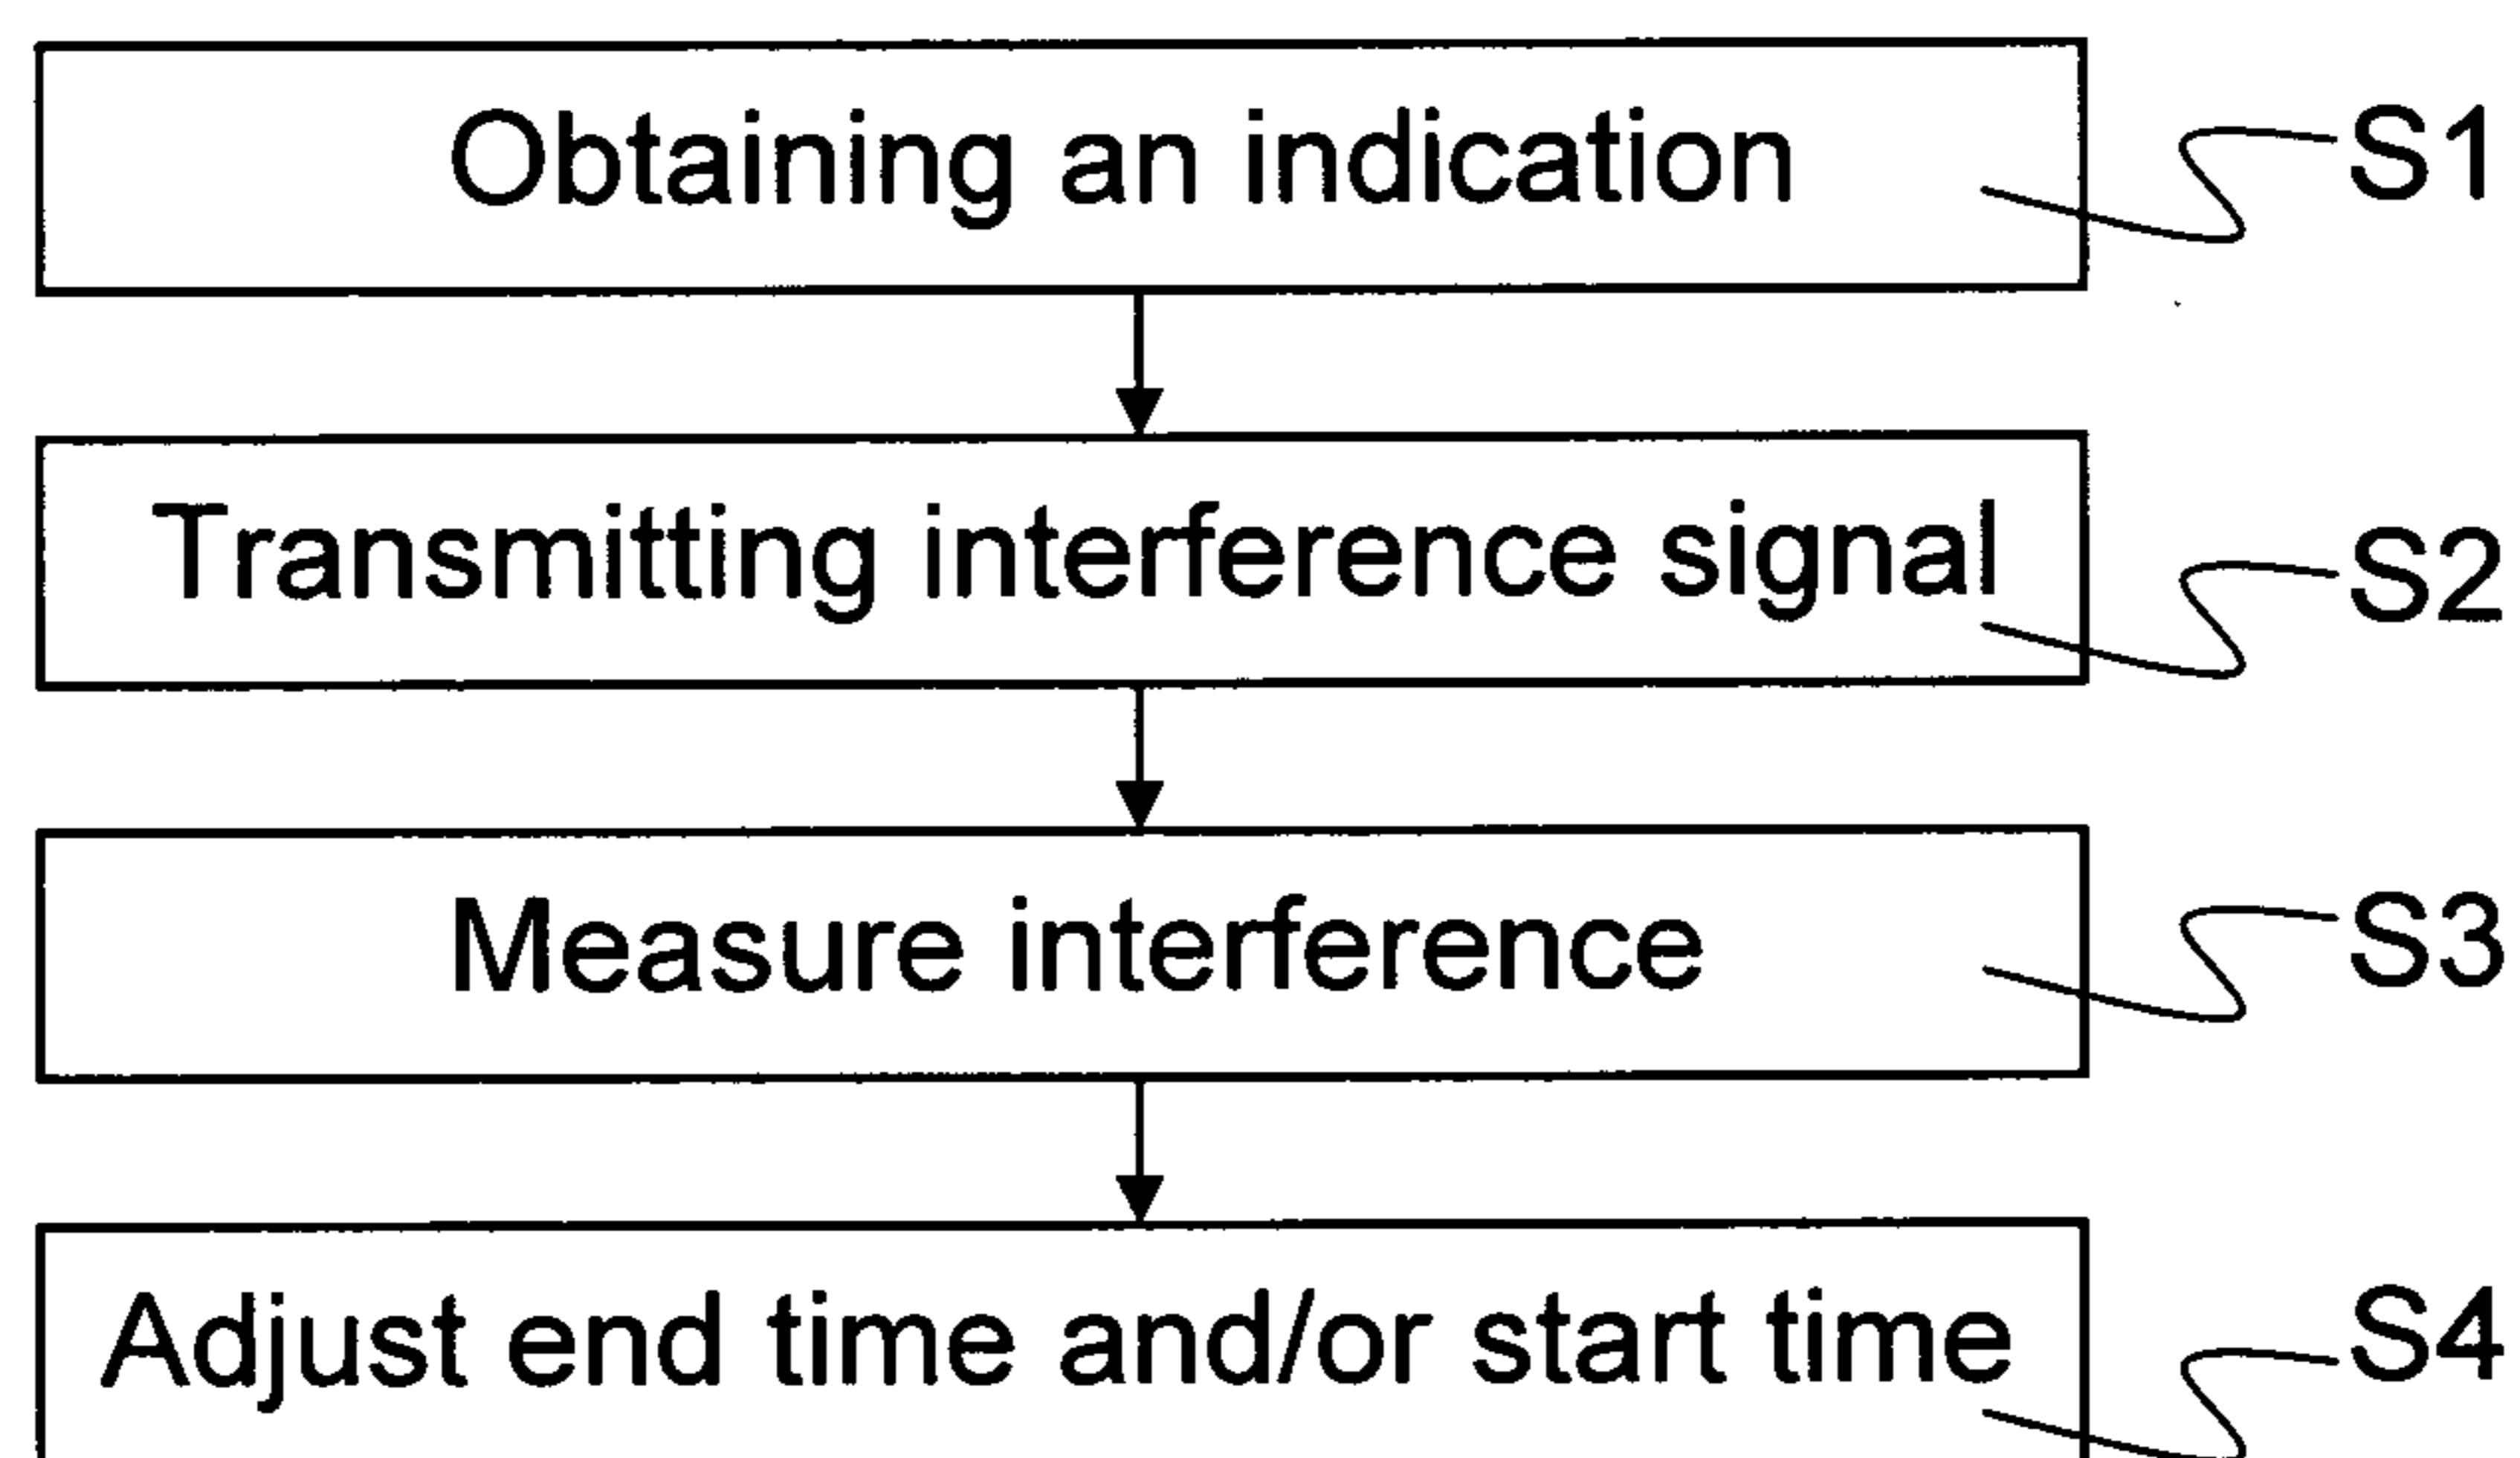 Obtaining an indication S1
Transmitting interference signal S2
Measure interference S3
Adjust end time and/or start time S4